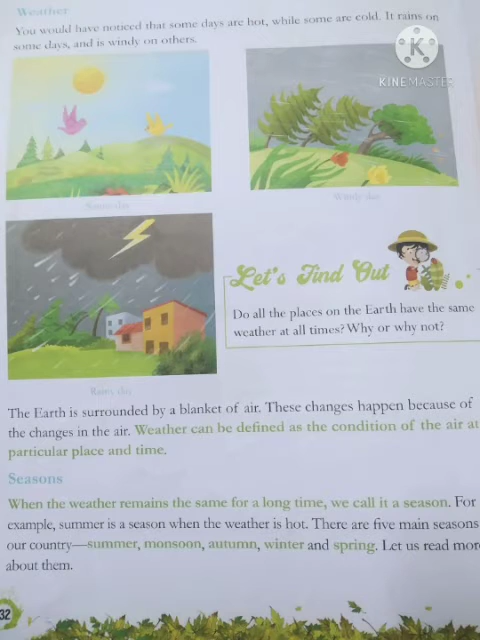 Weather
You would have noticed that some days are hot, while some are cold. It rains on
some days, and is windy on others.
K
KINEMASTER
Sunny day
Windy day
Let's Find Out
Do all the places on the Earth have the same
weather at all times? Why or why not?
Rainy day
The Earth is surrounded by a blanket of air. These changes happen because of
the changes in the air. Weather can be defined as the condition of the air at
particular place and time.
Seasons
When the weather remains the same for a long time, we call it a season. For
example, summer is a season when the weather is hot. There are five main seasons
our country—summer, monsoon, autumn, winter and spring. Let us read more
about them.
32